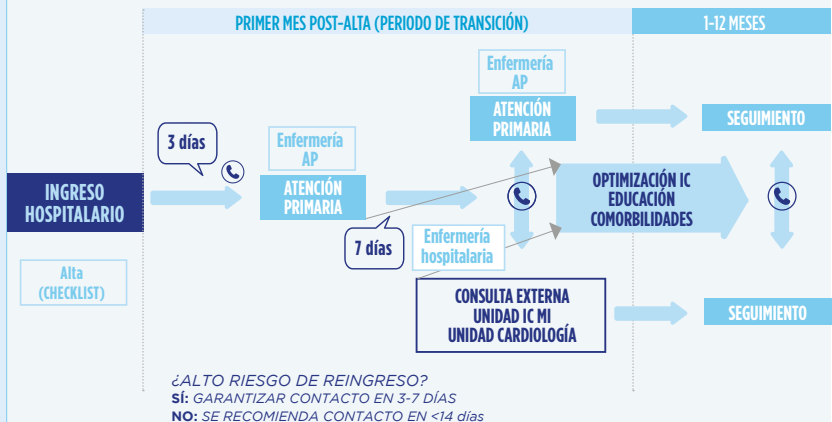 PRIMER MES POST-ALTA (PERIODO DE TRANSICIÓN)
1-12 MESES
Enfermería
AP
ATENCIÓN
PRIMARIA
SEGUIMIENTO
3 días
Enfermería
AP
ATENCIÓN
PRIMARIA
INGRESO
HOSPITALARIO
Alta
(CHECKLIST)
7 días
OPTIMIZACIÓN IC
EDUCACIÓN
COMORBILIDADES
Enfermería
hospitalaria
CONSULTA EXTERNA
UNIDAD IC MI
UNIDAD CARDIOLOGÍA
SEGUIMIENTO
¿ALTO RIESGO DE REINGRESO?
SÍ: GARANTIZAR CONTACTO EN 3-7 DÍAS
NO: SE RECOMIENDA CONTACTO EN <14 días